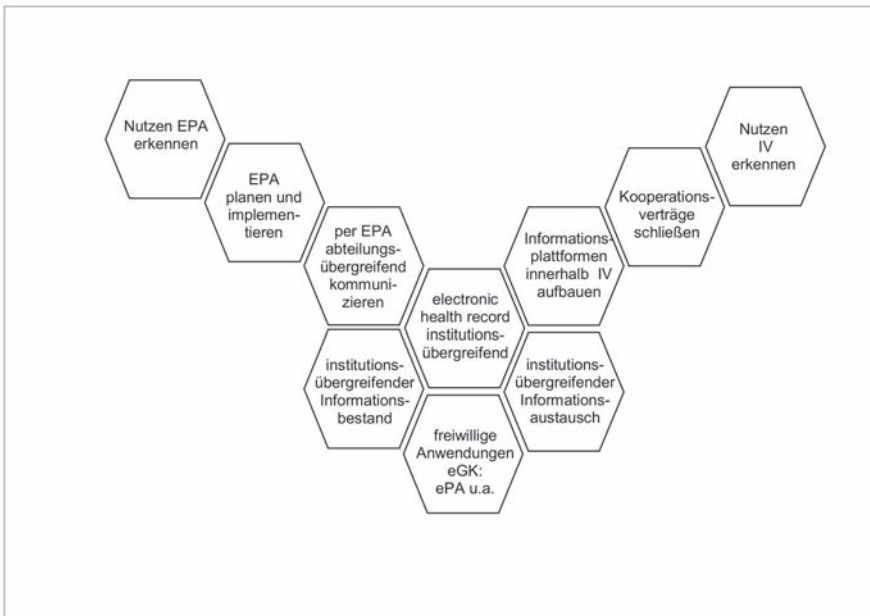 Nutzen EPA
erkennen
EPA
planen und
implemen-
tieren
per EPA
abteilungs-
übergreifend
kommuni-
zieren
electronic
health record
institutions-
übergreifend
Informations-
plattformen
innerhalb IV
aufbauen
Kooperations-
verträge
schließen
Nutzen
IV
erkennen
institutions-
übergreifender
Informations-
bestand
freiwillige
Anwendungen
eGK:
ePA u.a.
institutions-
übergreifender
Informations-
austausch